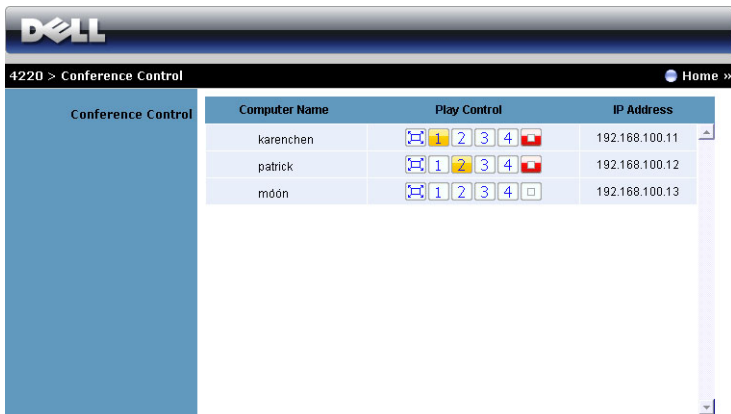 DELL
4220 > Conference Control
Home »
Conference Control
Computer Name Play Control IP Address
karenchen 1 2 3 4 192.168.100.11
patrick 1 2 3 4 192.168.100.12
móón 1 2 3 4 192.168.100.13